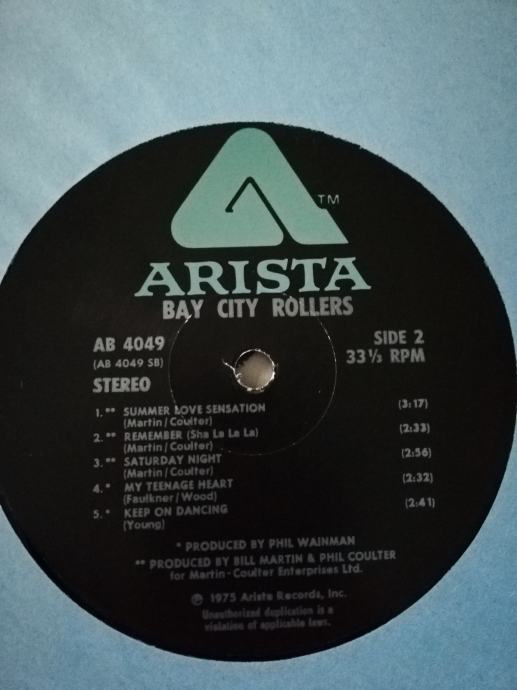 TM
ARISTA
BAY CITY ROLLERS
AB 4049
(AB 4049 SB)
STEREO
SIDE 2
33⅓ RPM
1. ** SUMMER LOVE SENSATION (3:17)
(Martin/Coulter)
2. ** REMEMBER (Sha La La La) (2:33)
(Martin/Coulter)
3. ** SATURDAY NIGHT (2:56)
(Martin/Coulter)
4. * MY TEENAGE HEART (2:32)
(Faulkner/Wood)
5. * KEEP ON DANCING (2:41)
(Young)
* PRODUCED BY PHIL WAINMAN
** PRODUCED BY BILL MARTIN & PHIL COULTER
for Martin-Coulter Enterprises Ltd.
℗ 1975 Arista Records, Inc.
Unauthorized duplication is a
violation of applicable laws.